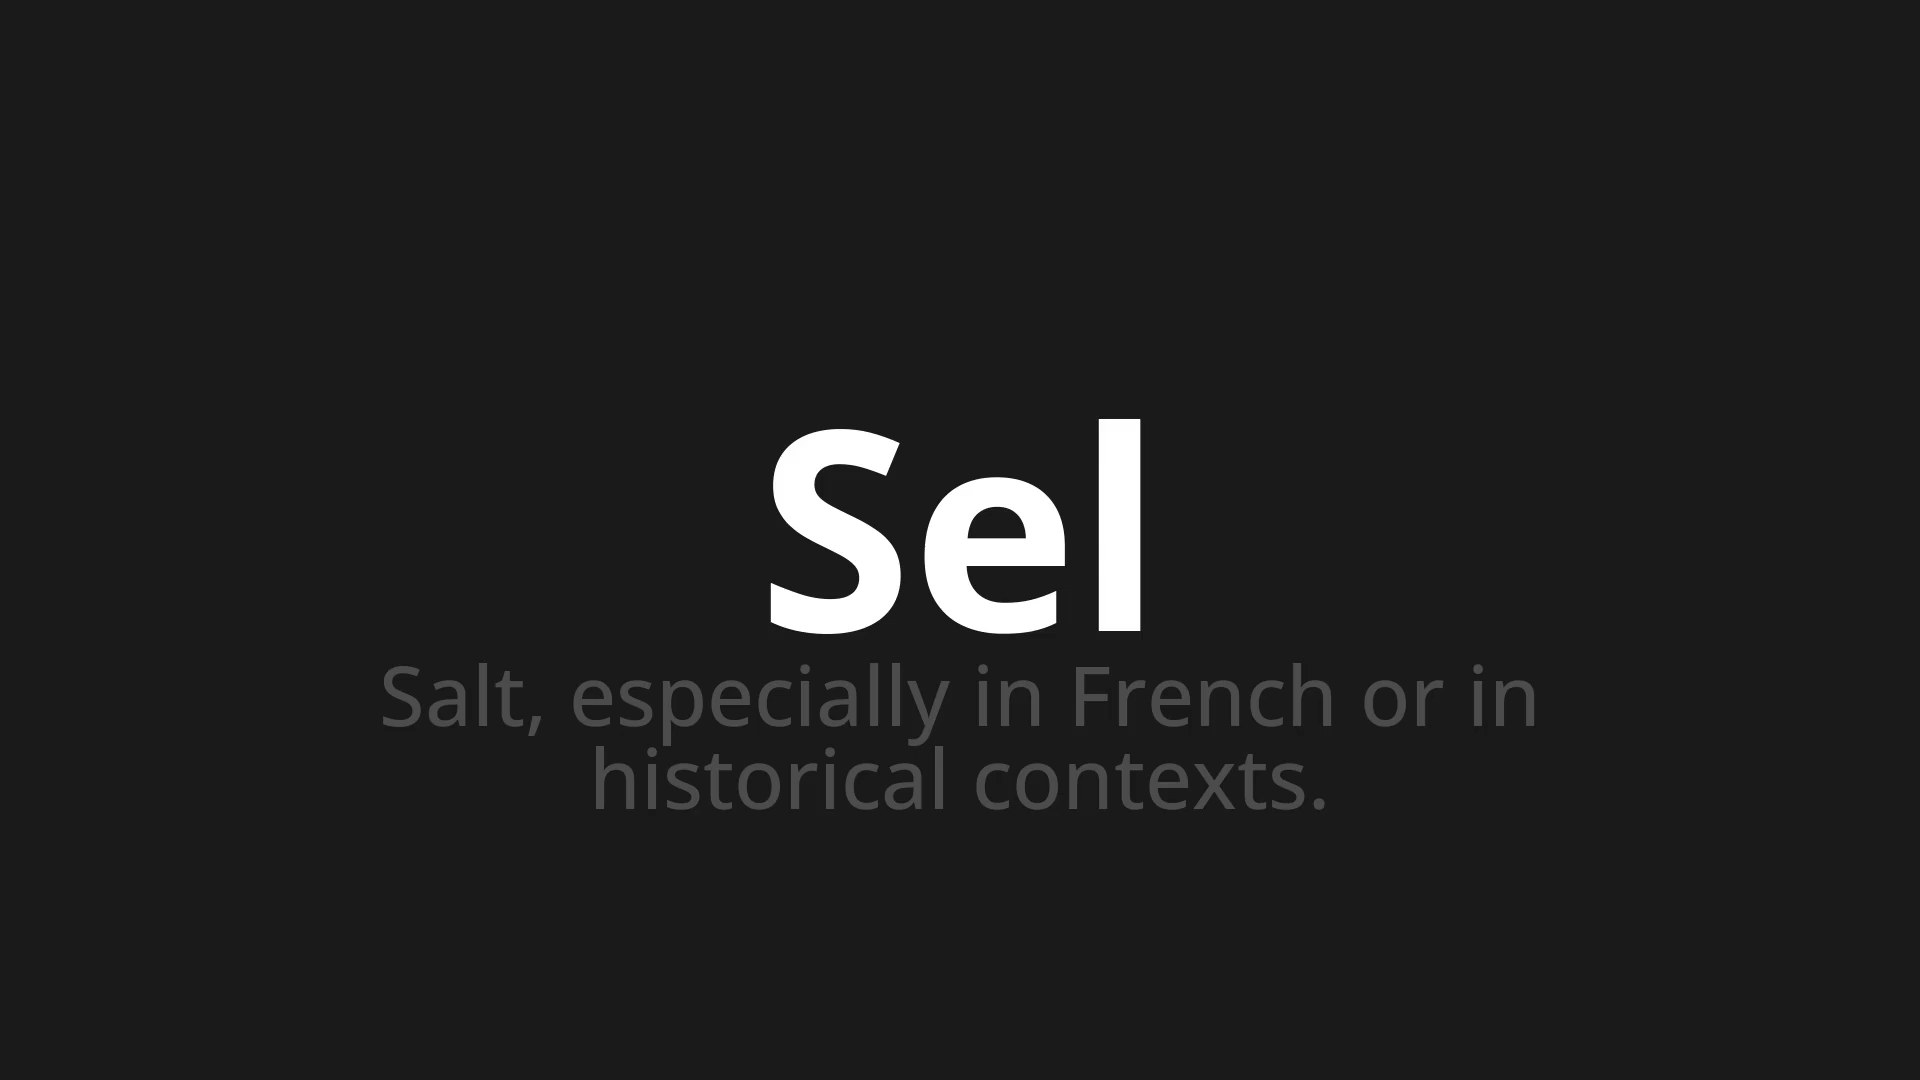 Sel
Salt, especially in French or in
historical contexts.